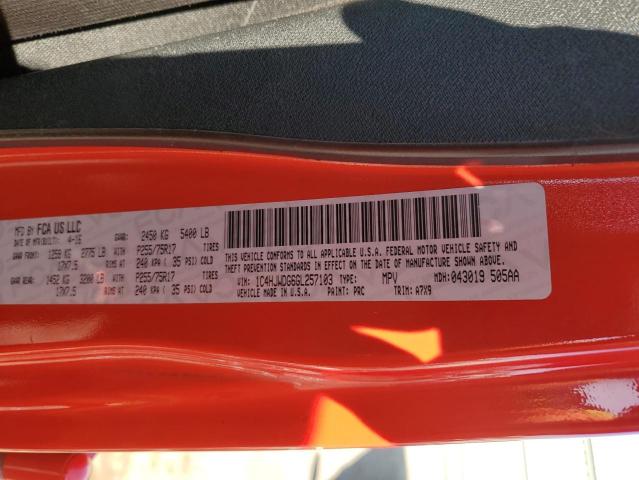 MFD BY FCA US LLC
DATE OF MFR(BUILT): 4-16 GVWR: 2450 KG 5400 LB
1259 KG 2775 LB WITH P255/75R17 TIRES
17X7.5 RIMS AT 240 KPA ( 35 PSI) COLD
GAWR REAR: 1452 KG 3200 LB WITH P255/75R17 TIRES
17X7.5 RIMS AT 240 KPA ( 35 PSI) COLD
THIS VEHICLE CONFORMS TO ALL APPLICABLE U.S.A. FEDERAL MOTOR VEHICLE SAFETY AND
THEFT PREVENTION STANDARDS IN EFFECT ON THE DATE OF MANUFACTURE SHOWN ABOVE.
VIN: 1C4HJWDG6GL257103 TYPE: MPV MDH: 043019 505AA
VEHICLE MADE IN U.S.A. PAINT: PRC TRIM: A7X9